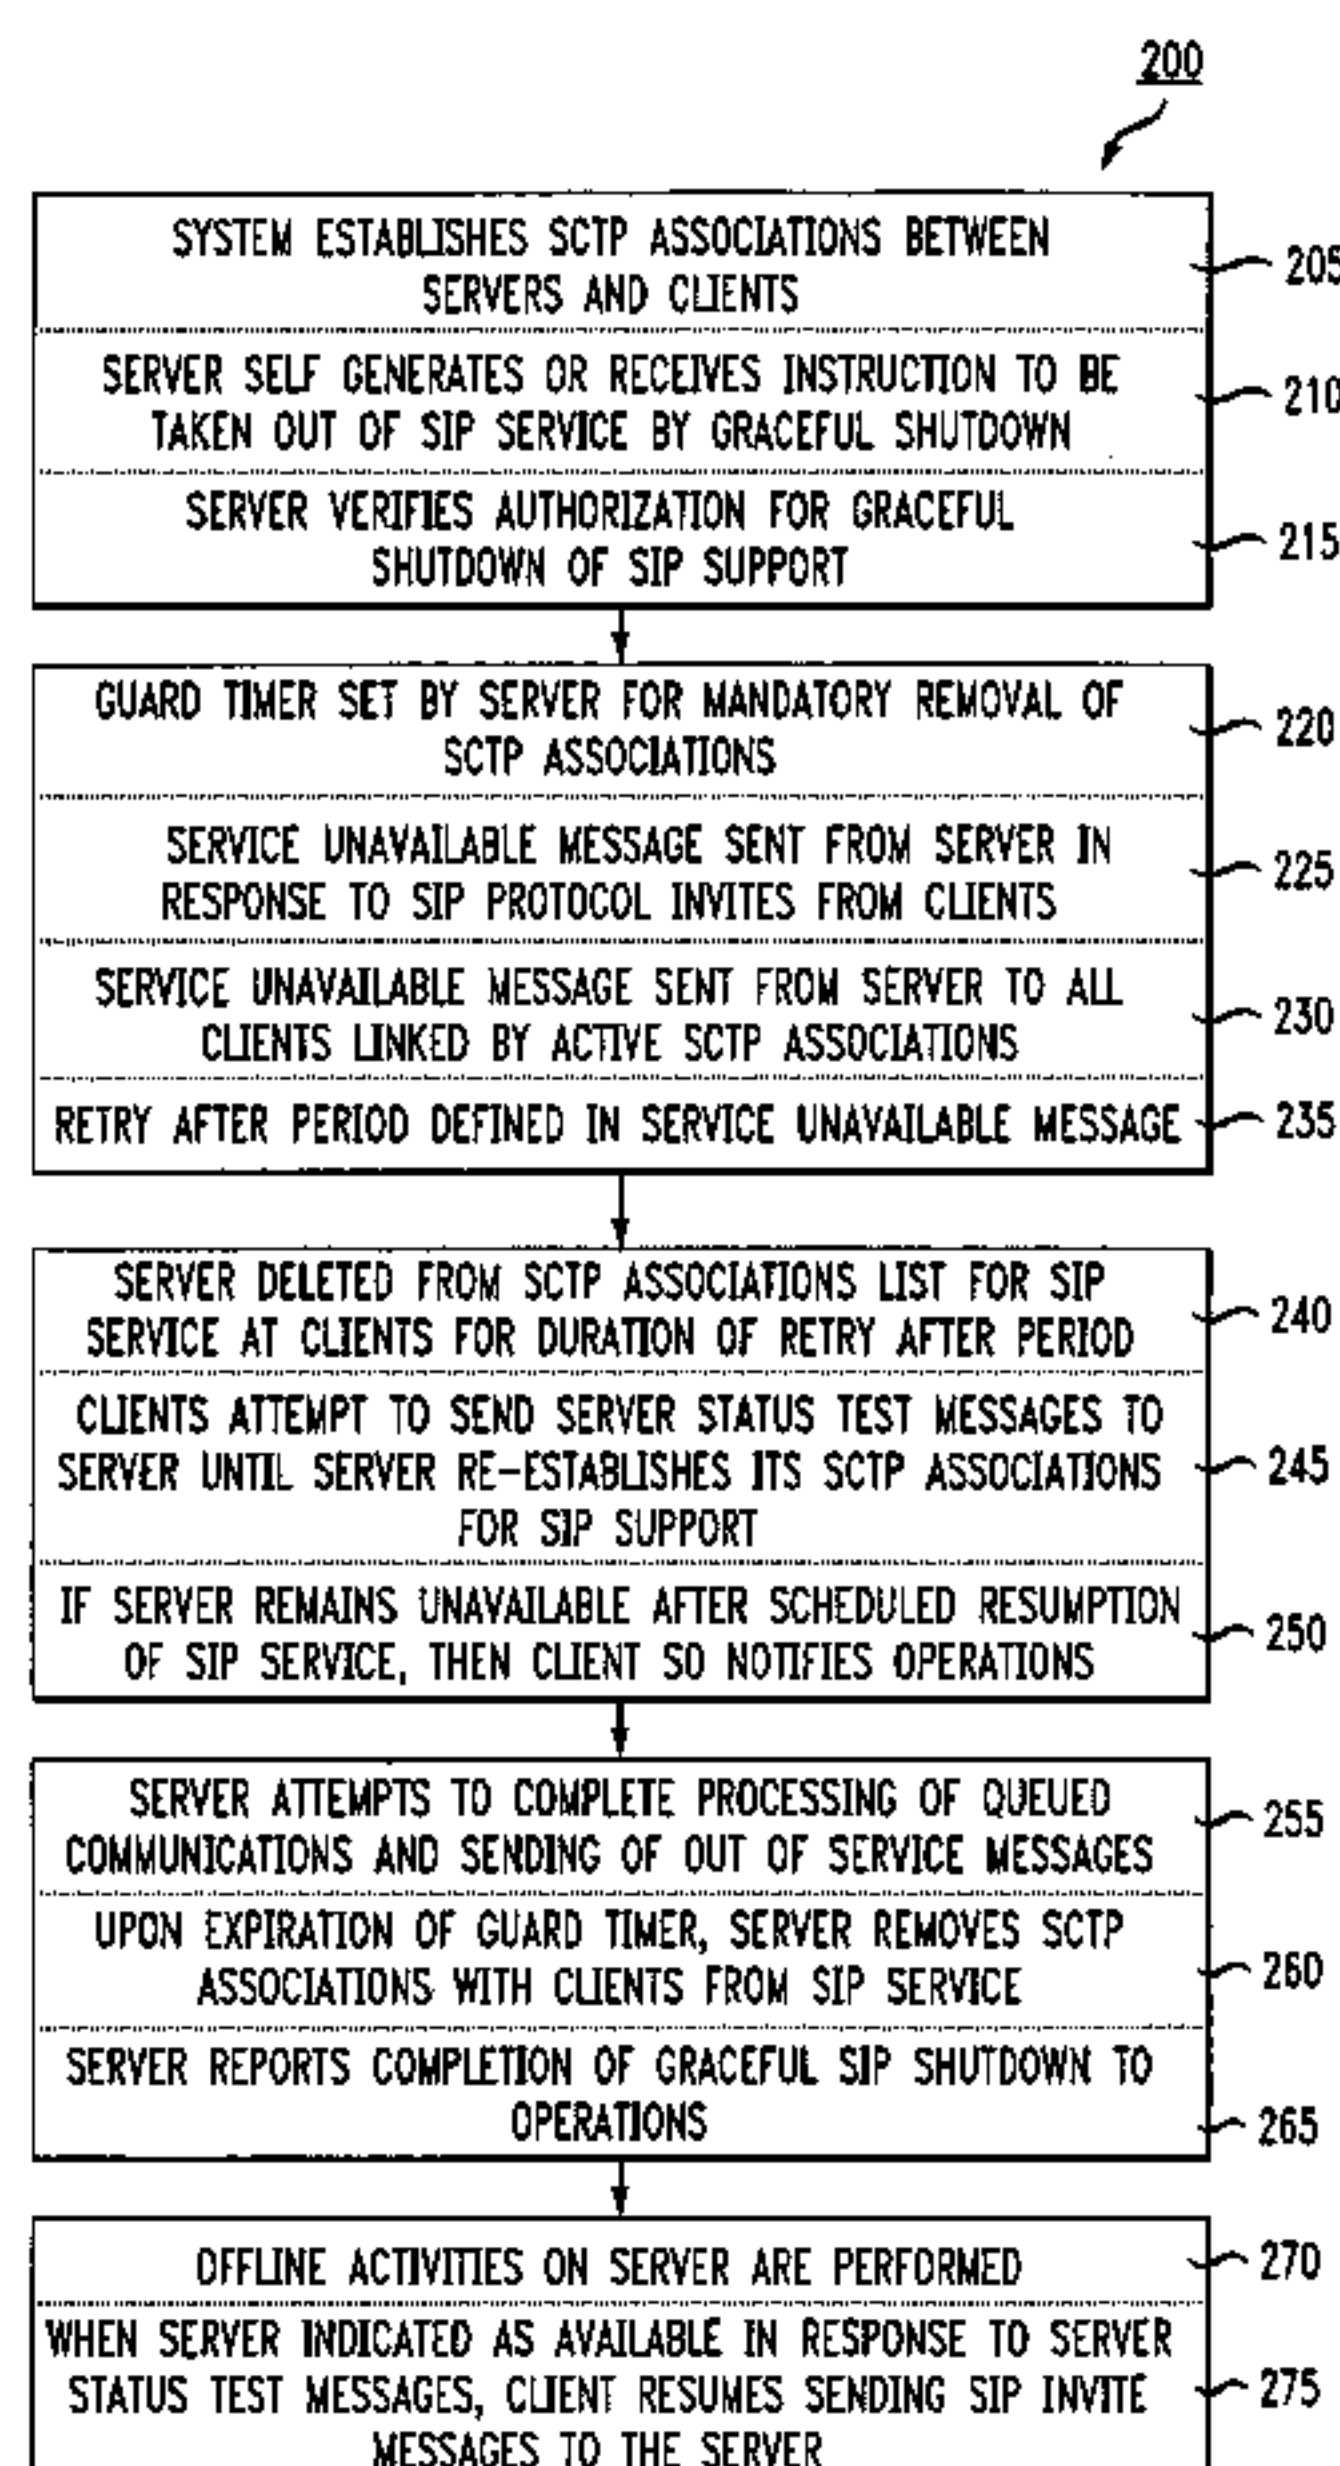 200
SYSTEM ESTABLISHES SCTP ASSOCIATIONS BETWEEN
SERVERS AND CLIENTS
205
SERVER SELF GENERATES OR RECEIVES INSTRUCTION TO BE
TAKEN OUT OF SIP SERVICE BY GRACEFUL SHUTDOWN
210
SERVER VERIFIES AUTHORIZATION FOR GRACEFUL
SHUTDOWN OF SIP SUPPORT
215
GUARD TIMER SET BY SERVER FOR MANDATORY REMOVAL OF
SCTP ASSOCIATIONS
220
SERVICE UNAVAILABLE MESSAGE SENT FROM SERVER IN
RESPONSE TO SIP PROTOCOL INVITES FROM CLIENTS
225
SERVICE UNAVAILABLE MESSAGE SENT FROM SERVER TO ALL
CLIENTS LINKED BY ACTIVE SCTP ASSOCIATIONS
230
RETRY AFTER PERIOD DEFINED IN SERVICE UNAVAILABLE MESSAGE
235
SERVER DELETED FROM SCTP ASSOCIATIONS LIST FOR SIP
SERVICE AT CLIENTS FOR DURATION OF RETRY AFTER PERIOD
240
CLIENTS ATTEMPT TO SEND SERVER STATUS TEST MESSAGES TO
SERVER UNTIL SERVER RE-ESTABLISHES ITS SCTP ASSOCIATIONS
FOR SIP SUPPORT
245
IF SERVER REMAINS UNAVAILABLE AFTER SCHEDULED RESUMPTION
OF SIP SERVICE, THEN CLIENT SO NOTIFIES OPERATIONS
250
SERVER ATTEMPTS TO COMPLETE PROCESSING OF QUEUED
COMMUNICATIONS AND SENDING OF OUT OF SERVICE MESSAGES
255
UPON EXPIRATION OF GUARD TIMER, SERVER REMOVES SCTP
ASSOCIATIONS WITH CLIENTS FROM SIP SERVICE
260
SERVER REPORTS COMPLETION OF GRACEFUL SIP SHUTDOWN TO
OPERATIONS
265
OFFLINE ACTIVITIES ON SERVER ARE PERFORMED
270
WHEN SERVER INDICATED AS AVAILABLE IN RESPONSE TO SERVER
STATUS TEST MESSAGES, CLIENT RESUMES SENDING SIP INVITE
MESSAGES TO THE SERVER
275